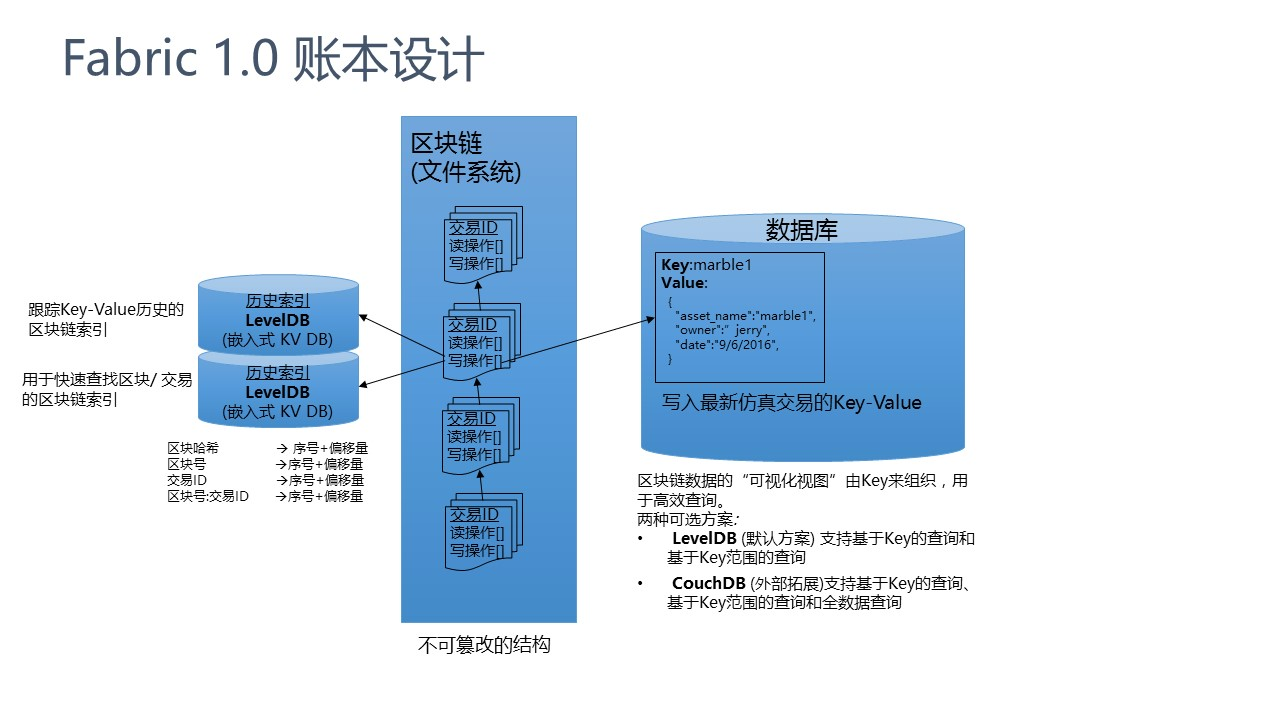 Fabric 1.0 账本设计
区块链
(文件系统)
交易ID
读操作[]
写操作[]
交易ID
读操作[]
写操作[]
交易ID
读操作[]
写操作[]
交易ID
读操作[]
写操作[]
不可篡改的结构
跟踪Key-Value历史的
区块链索引
历史索引
LevelDB
(嵌入式 KV DB)
用于快速查找区块/ 交易
的区块链索引
历史索引
LevelDB
(嵌入式 KV DB)
区块哈希 → 序号+偏移量
区块号 →序号+偏移量
交易ID →序号+偏移量
区块号:交易ID →序号+偏移量
数据库
Key:marble1
Value:
{
"asset_name":"marble1",
"owner":“jerry",
"date":"9/6/2016",
}
写入最新仿真交易的Key-Value
区块链数据的“可视化视图”由Key来组织，用
于高效查询。
两种可选方案:
• LevelDB (默认方案) 支持基于Key的查询和
基于Key范围的查询
• CouchDB (外部拓展)支持基于Key的查询、
基于Key范围的查询和全数据查询